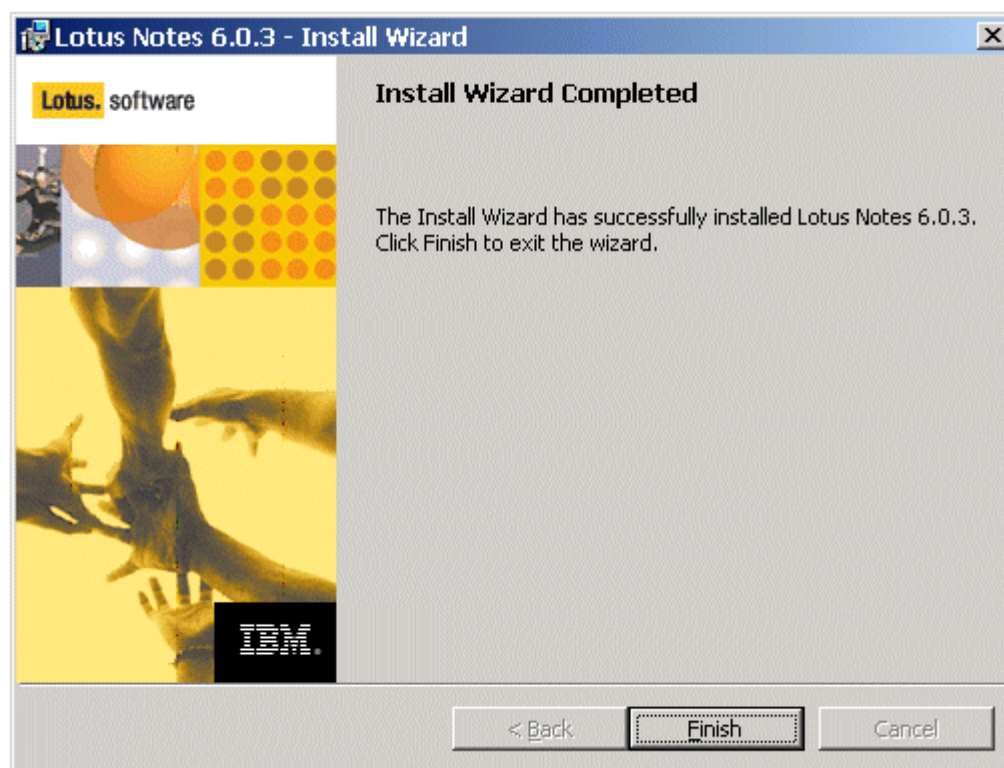 Lotus Notes 6.0.3 - Install Wizard
Lotus. software
Install Wizard Completed
The Install Wizard has successfully installed Lotus Notes 6.0.3.
Click Finish to exit the wizard.
IBM.
< Back
Finish
Cancel